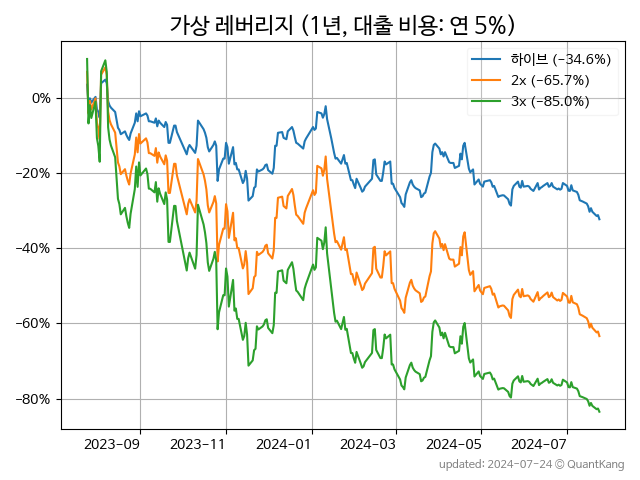 가상 레버리지 (1년, 대출 비용: 연 5%)
하이브 (−34.6%)
2x (−65.7%)
3x (−85.0%)
0%
−20%
−40%
−60%
−80%
2023−09 2023−11 2024−01 2024−03 2024−05 2024−07
updated: 2024-07-24 © QuantKang